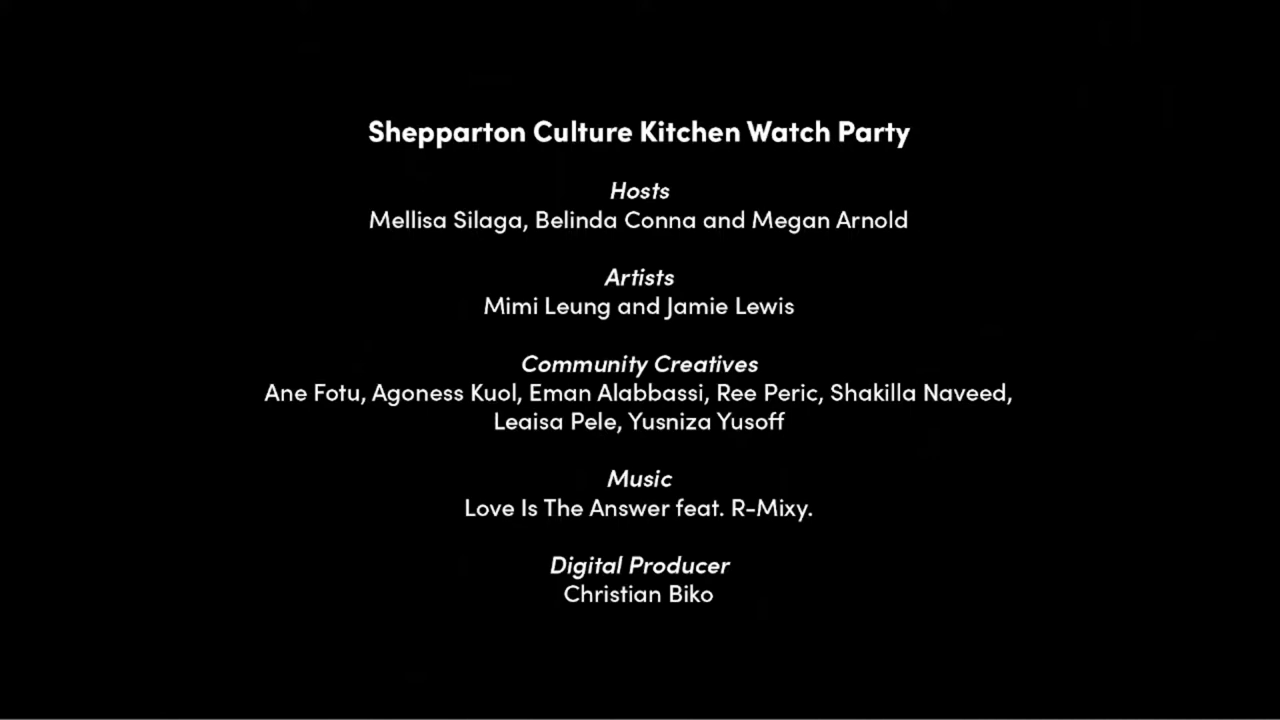 Shepparton Culture Kitchen Watch Party
Hosts
Mellisa Silaga, Belinda Conna and Megan Arnold
Artists
Mimi Leung and Jamie Lewis
Community Creatives
Ane Fotu, Agoness Kuol, Eman Alabbassi, Ree Peric, Shakilla Naveed,
Leaisa Pele, Yusniza Yusoff
Music
Love Is The Answer feat. R-Mixy.
Digital Producer
Christian Biko